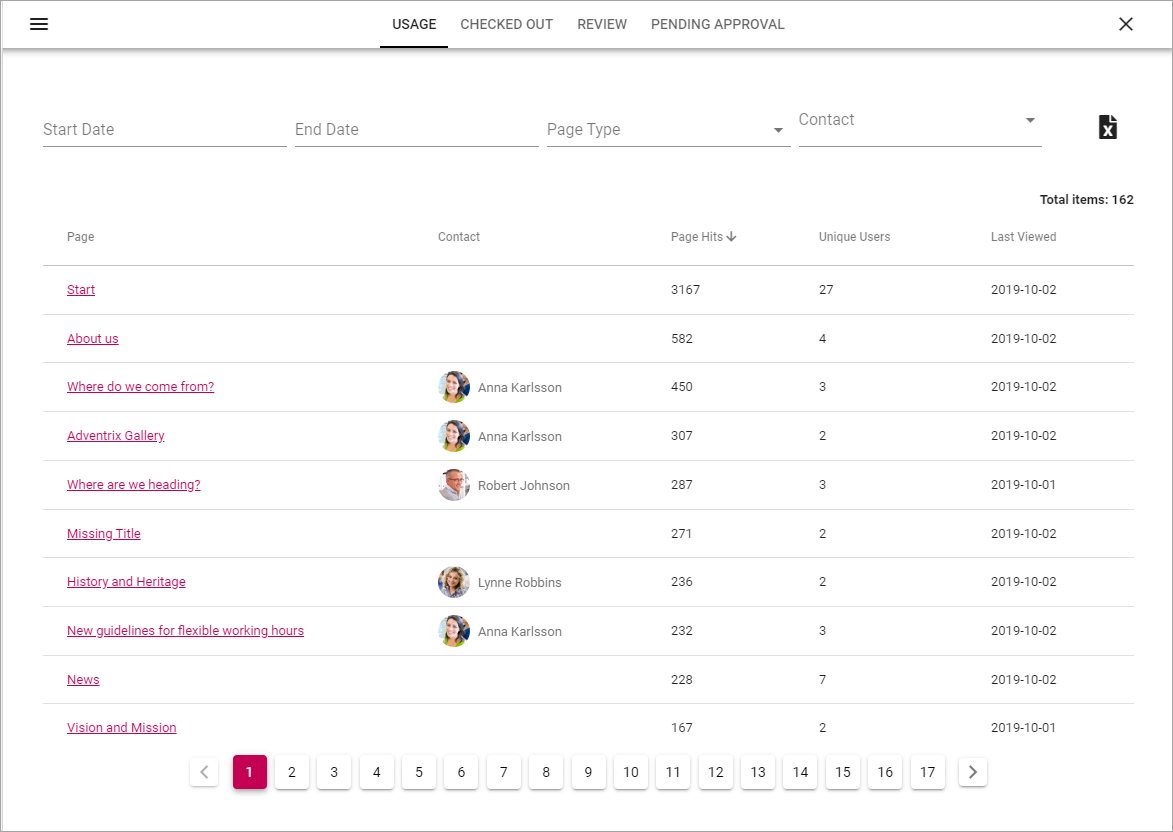 USAGE CHECKED OUT REVIEW PENDING APPROVAL
Start Date End Date Page Type Contact
Total items: 162
Page Contact Page Hits Unique Users Last Viewed
Start 3167 27 2019-10-02
About us 582 4 2019-10-02
Where do we come from? Anna Karlsson 450 3 2019-10-02
Adventrix Gallery Anna Karlsson 307 2 2019-10-02
Where are we heading? Robert Johnson 287 3 2019-10-01
Missing Title 271 2 2019-10-02
History and Heritage Lynne Robbins 236 2 2019-10-02
New guidelines for flexible working hours Anna Karlsson 232 3 2019-10-02
News 228 7 2019-10-02
Vision and Mission 167 2 2019-10-01
1 2 3 4 5 6 7 8 9 10 11 12 13 14 15 16 17